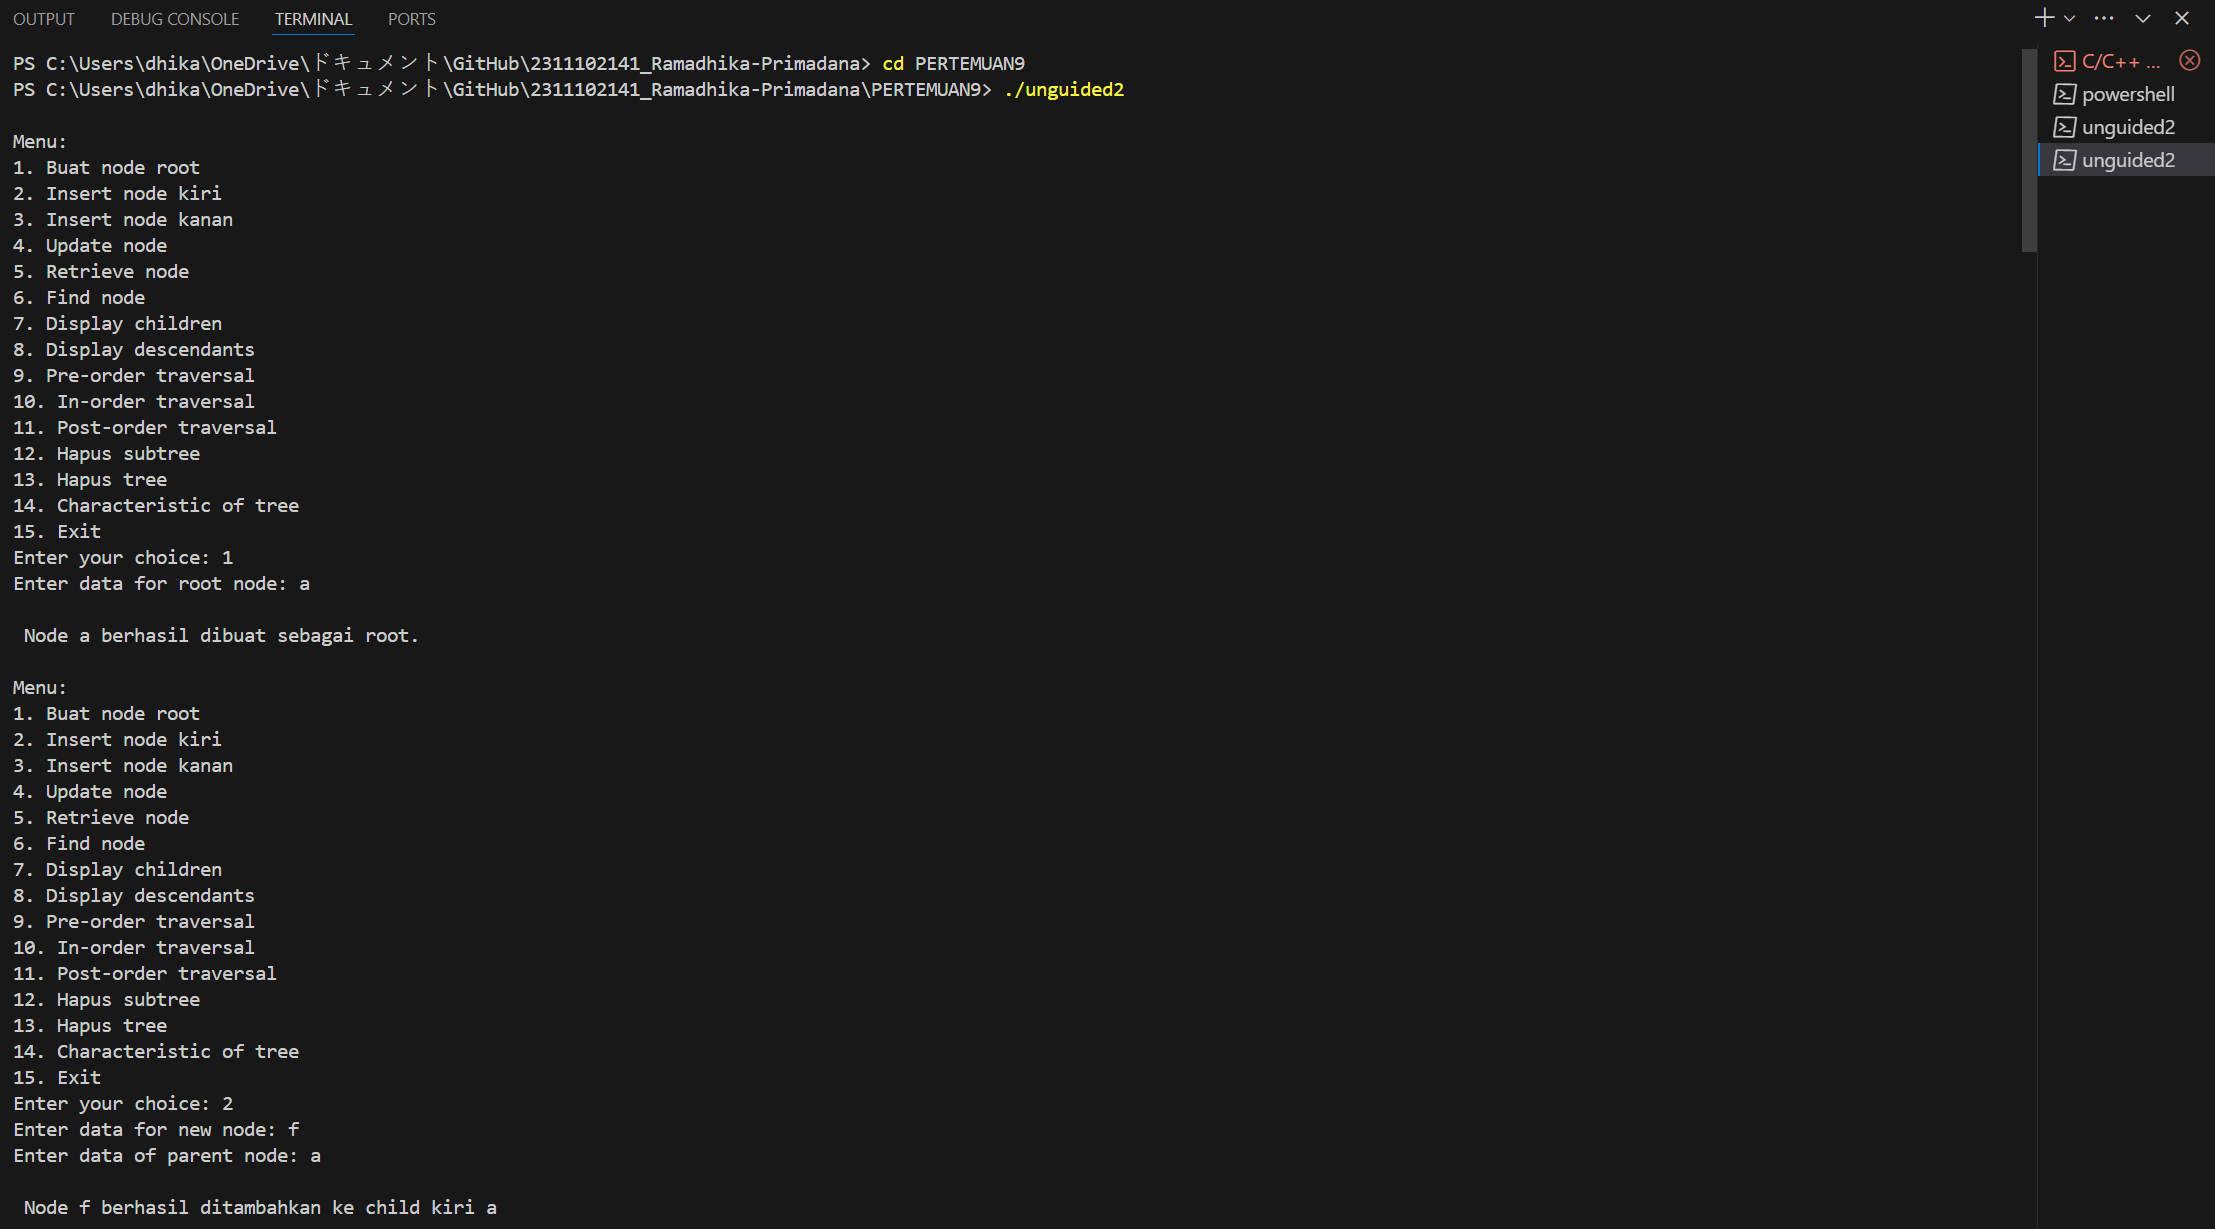 OUTPUT DEBUG CONSOLE TERMINAL PORTS
PS C:\Users\dhika\OneDrive\ドキュメント\GitHub\2311102141_Ramadhika-Primadana> cd PERTEMUAN9
PS C:\Users\dhika\OneDrive\ドキュメント\GitHub\2311102141_Ramadhika-Primadana\PERTEMUAN9> ./unguided2
Menu:
1. Buat node root
2. Insert node kiri
3. Insert node kanan
4. Update node
5. Retrieve node
6. Find node
7. Display children
8. Display descendants
9. Pre-order traversal
10. In-order traversal
11. Post-order traversal
12. Hapus subtree
13. Hapus tree
14. Characteristic of tree
15. Exit
Enter your choice: 1
Enter data for root node: a
Node a berhasil dibuat sebagai root.
Menu:
1. Buat node root
2. Insert node kiri
3. Insert node kanan
4. Update node
5. Retrieve node
6. Find node
7. Display children
8. Display descendants
9. Pre-order traversal
10. In-order traversal
11. Post-order traversal
12. Hapus subtree
13. Hapus tree
14. Characteristic of tree
15. Exit
Enter your choice: 2
Enter data for new node: f
Enter data of parent node: a
Node f berhasil ditambahkan ke child kiri a
C/C++ ...
powershell
unguided2
unguided2